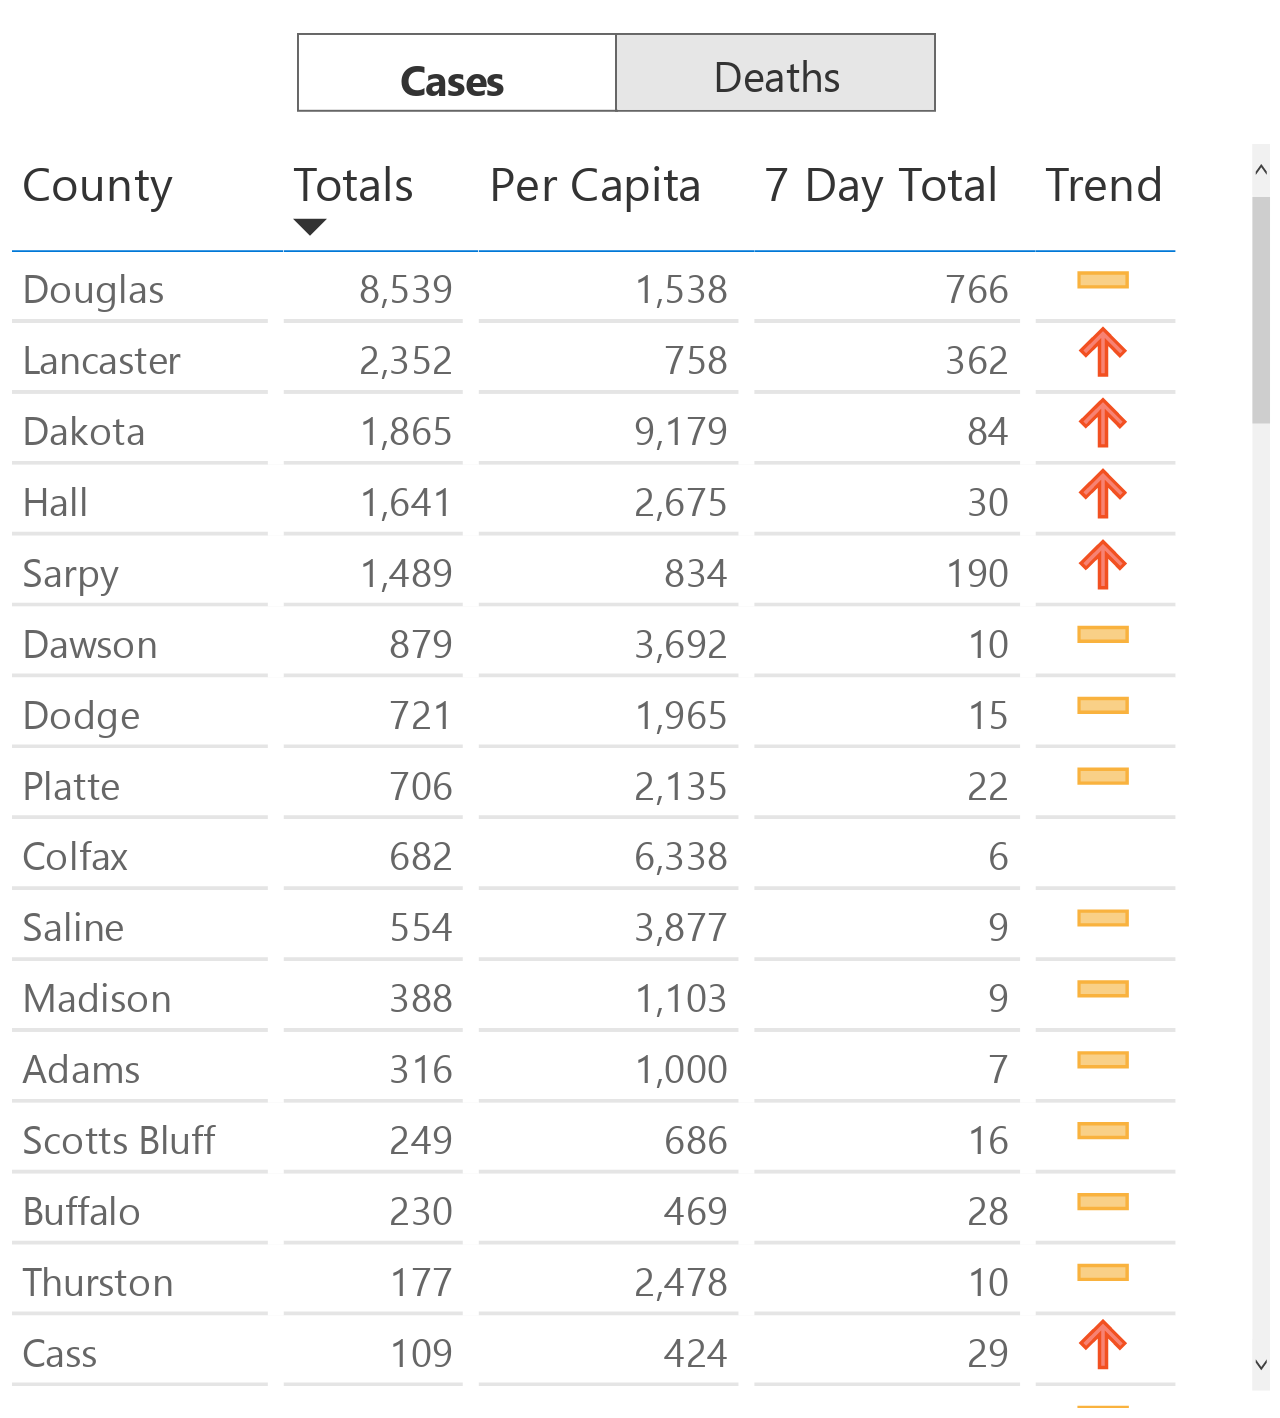 Cases Deaths
County Totals Per Capita 7 Day Total Trend
Douglas 8,539 1,538 766
Lancaster 2,352 758 362
Dakota 1,865 9,179 84
Hall 1,641 2,675 30
Sarpy 1,489 834 190
Dawson 879 3,692 10
Dodge 721 1,965 15
Platte 706 2,135 22
Colfax 682 6,338 6
Saline 554 3,877 9
Madison 388 1,103 9
Adams 316 1,000 7
Scotts Bluff 249 686 16
Buffalo 230 469 28
Thurston 177 2,478 10
Cass 109 424 29